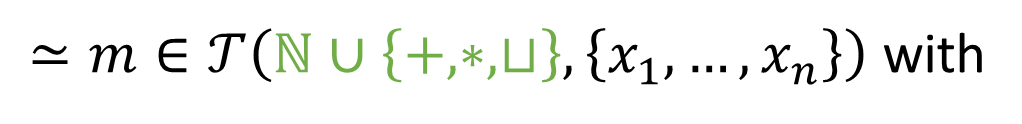 ≃ 𝑚 ∈ 𝒯(ℕ ∪ {+,∗,⊔}, {𝑥₁, … , 𝑥ₙ}) with